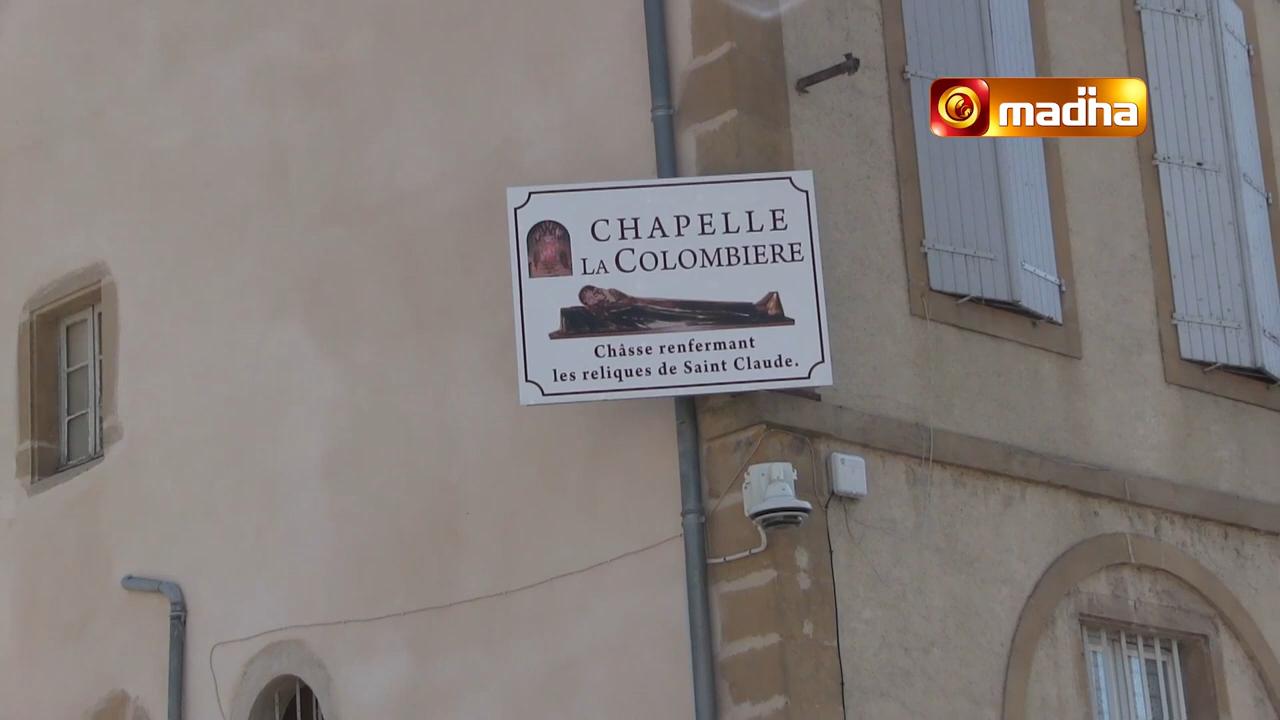 madha
CHAPELLE
LA COLOMBIERE
Châsse renfermant
les reliques de Saint Claude.